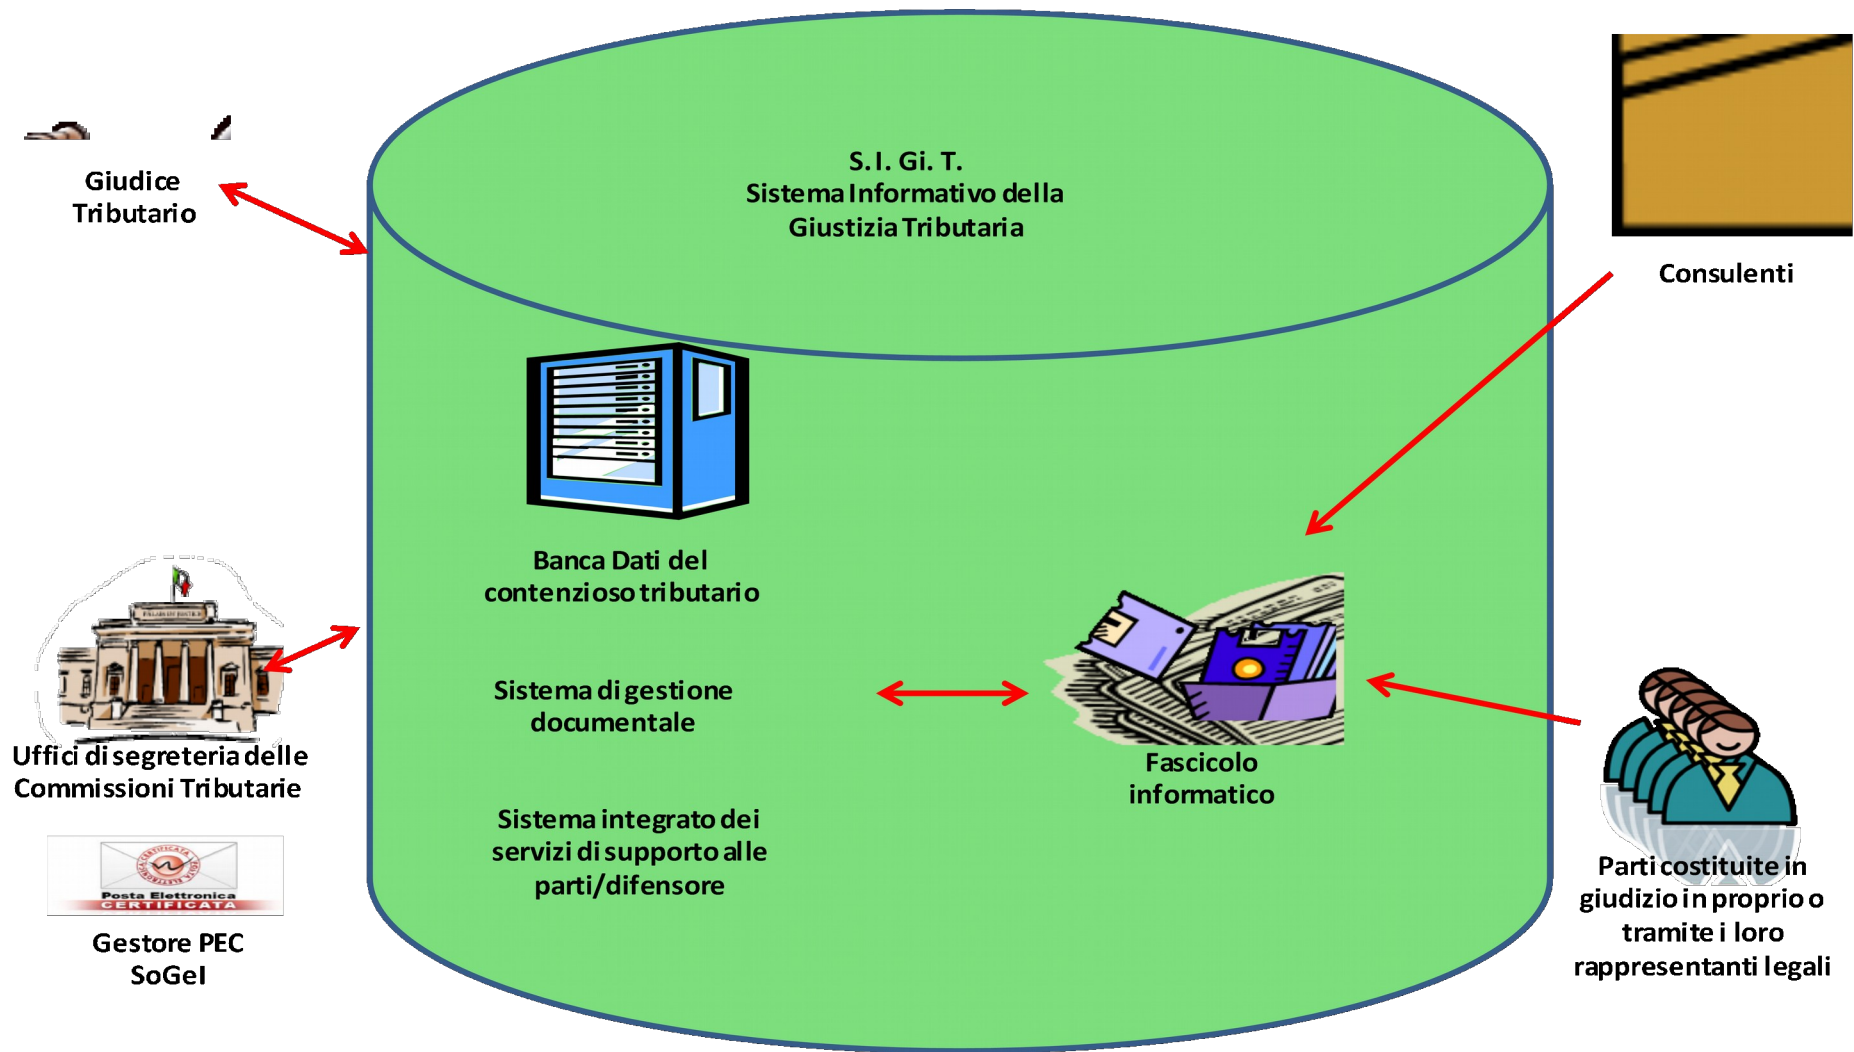 S. I. Gi. T.
Sistema Informativo della
Giustizia Tributaria
Giudice
Tributario
Consulenti
Banca Dati del
contenzioso tributario
Sistema di gestione
documentale
Sistema integrato dei
servizi di supporto alle
parti/difensore
Fascicolo
informatico
Uffici di segreteria delle
Commissioni Tributarie
Posta Elettronica
CERTIFICATA
Gestore PEC
SoGeI
Parti costituite in
giudizio in proprio o
tramite i loro
rappresentanti legali